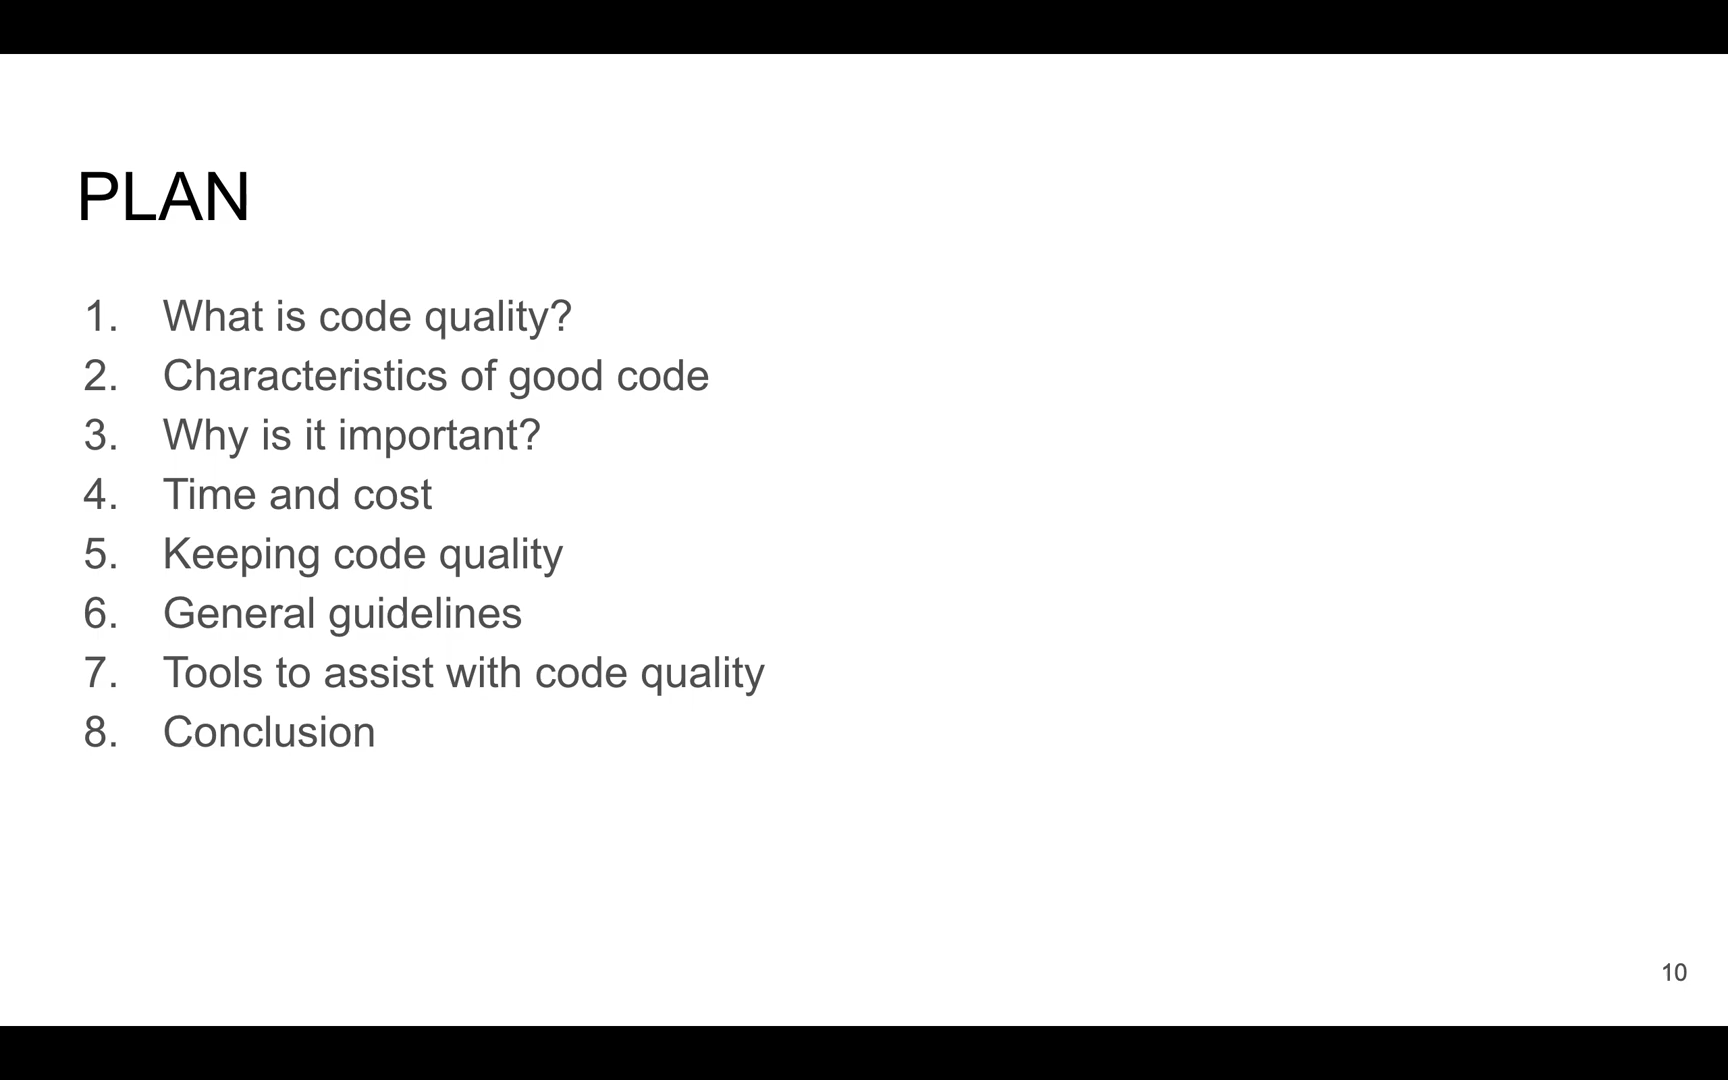 PLAN
1. What is code quality?
2. Characteristics of good code
3. Why is it important?
4. Time and cost
5. Keeping code quality
6. General guidelines
7. Tools to assist with code quality
8. Conclusion
10